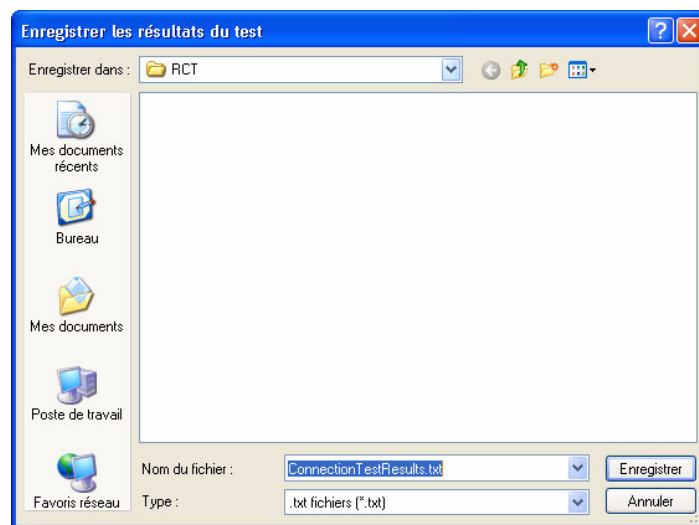 Enregistrer les résultats du test
Enregistrer dans :
RCT
Mes documents
récents
Bureau
Mes documents
Poste de travail
Favoris réseau
Nom du fichier :
ConnectionTestResults.txt
Enregistrer
Type :
.txt fichiers (*.txt)
Annuler